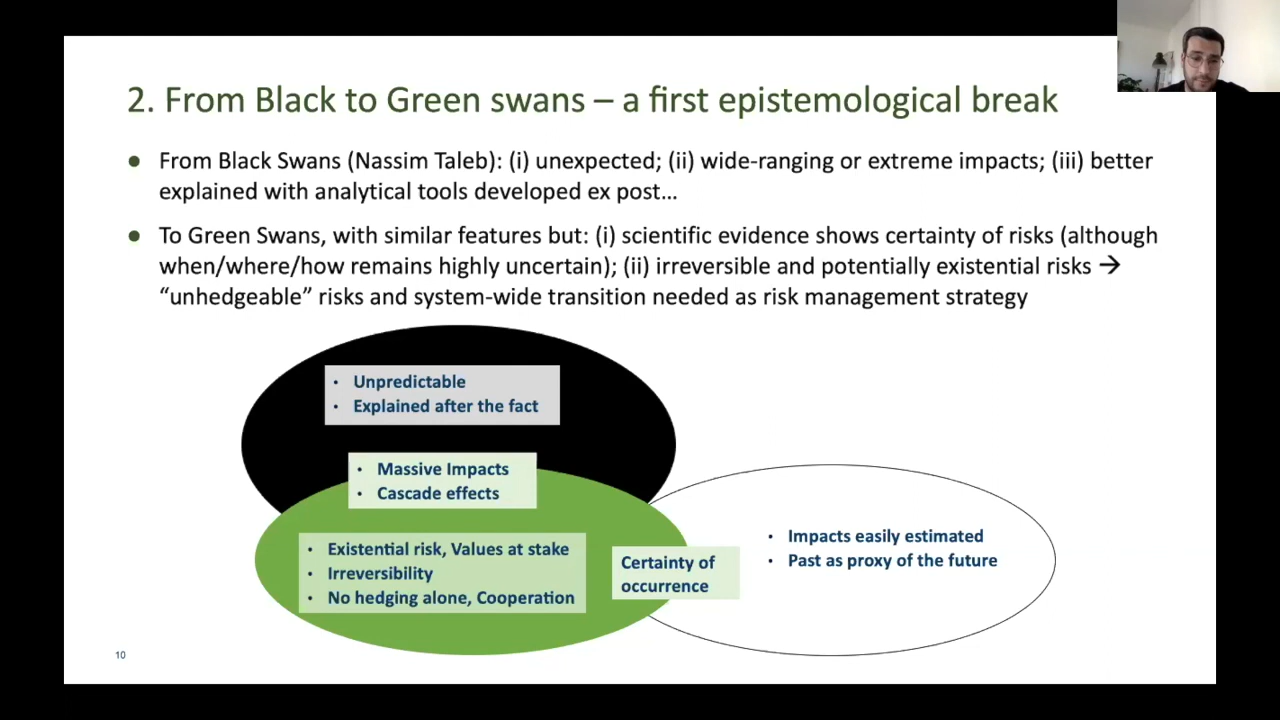 2. From Black to Green swans – a first epistemological break
● From Black Swans (Nassim Taleb): (i) unexpected; (ii) wide-ranging or extreme impacts; (iii) better
explained with analytical tools developed ex post…
● To Green Swans, with similar features but: (i) scientific evidence shows certainty of risks (although
when/where/how remains highly uncertain); (ii) irreversible and potentially existential risks →
“unhedgeable” risks and system-wide transition needed as risk management strategy
• Unpredictable
• Explained after the fact
• Massive Impacts
• Cascade effects
• Existential risk, Values at stake
• Irreversibility
• No hedging alone, Cooperation
Certainty of
occurrence
• Impacts easily estimated
• Past as proxy of the future
10